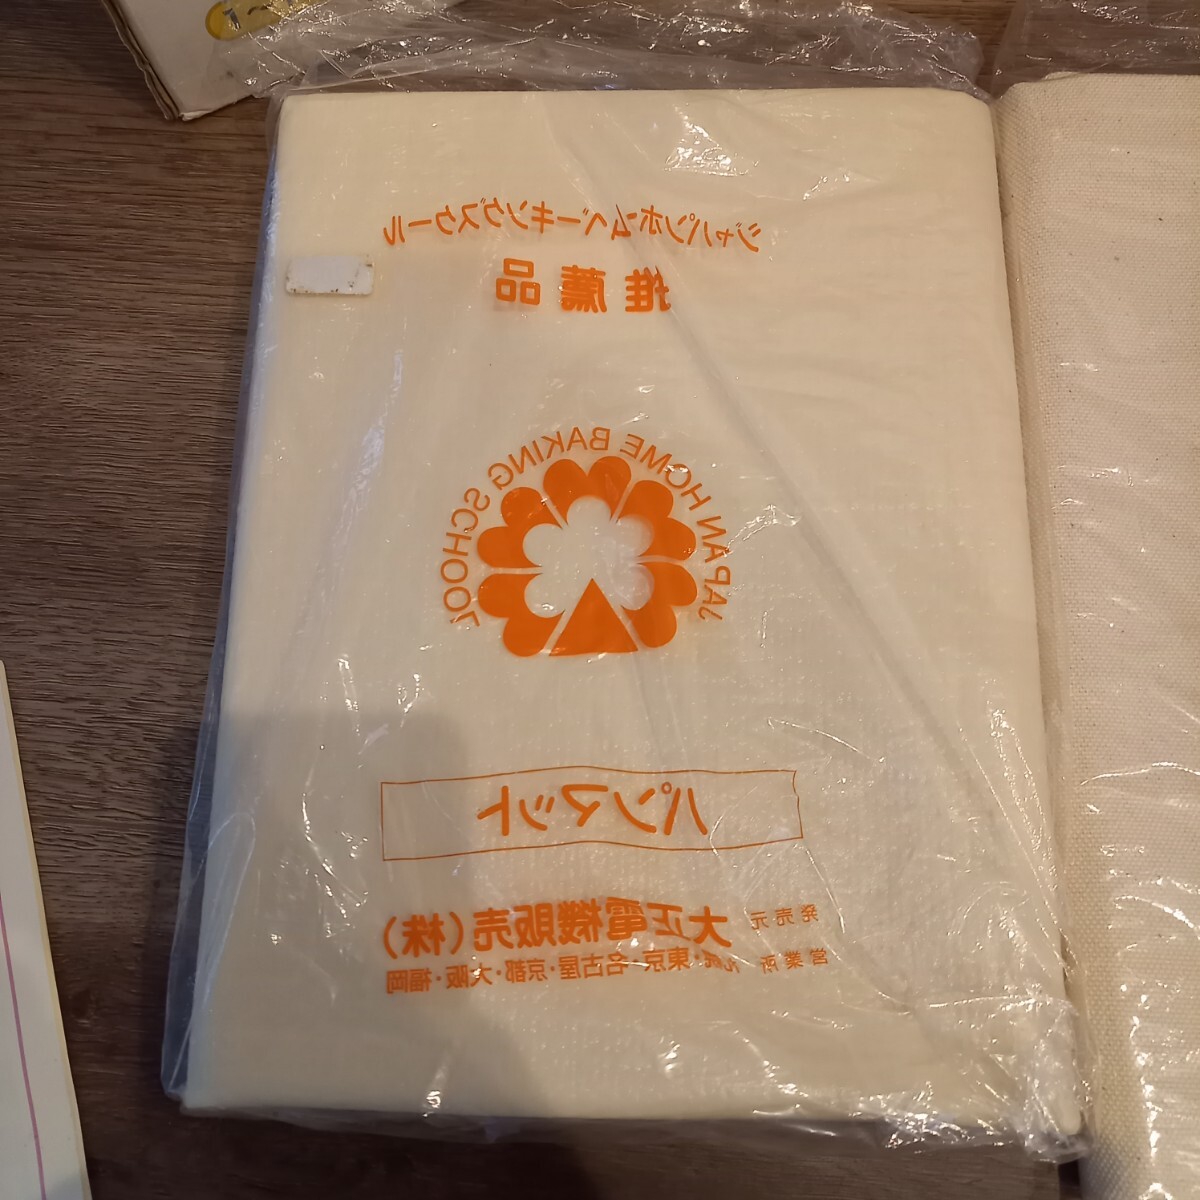 ジャパンホームベーキングスクール
推薦品
JAPAN HOME BAKING SCHOOL
パンマット
発売元 大正電機販売(株)
営業所 札幌・東京・名古屋・京都・大阪・福岡